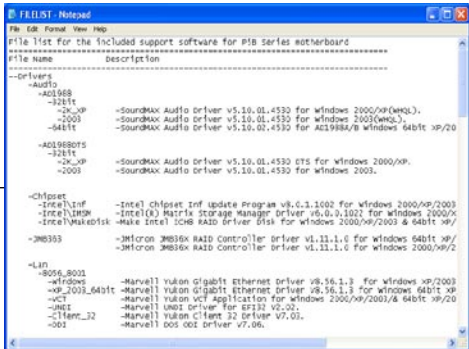 FILELIST - Notepad
File Edit Format View Help
File list for the included support software for P5B Series motherboard
File Name Description
--Drivers
-Audio
-AD1988
-32bit
-2K_XP -SoundMAX Audio Driver v5.10.01.4530 for Windows 2000/XP(WHQL).
-2003 -SoundMAX Audio Driver v5.10.01.4530 for Windows 2003(WHQL).
-64bit -SoundMAX Audio Driver v5.10.02.4530 for AD1988A/B Windows 64bit XP/20
-AD1988DTS
-32bit
-2K_XP -SoundMAX Audio Driver v5.10.01.4530 DTS for Windows 2000/XP.
-2003 -SoundMAX Audio Driver v5.10.01.4530 for Windows 2003.
-Chipset
-Intel\Inf -Intel Chipset Inf Update Program v8.0.1.1002 for Windows 2000/XP/2003
-Intel\IMSM -Intel(R) Matrix Storage Manager Driver v6.0.0.1022 for Windows 2000/X
-Intel\MakeDisk -Make Intel ICH8 RAID Driver Disk for Windows 2000/XP/2003 & 64bit XP/
-JMB363 -JMicron JMB36X RAID Controller Driver v1.11.1.0 for Windows 64bit XP/
-JMicron JMB36X RAID Controller Driver v1.11.1.0 for Windows 2000/XP/2
-Lan
-8056_8001
-Windows -Marvell Yukon Gigabit Ethernet Driver V8.56.1.3 for Windows XP/2003
-XP_2003_64bit -Marvell Yukon Gigabit Ethernet Driver V8.56.1.3 for Windows 64bit XP
-VCT -Marvell Yukon VCT Application for Windows 2000/XP/2003/& 64bit XP/20
-UNDI -Marvell UNDI Driver for EFI32 V2.02.
-Client_32 -Marvell Yukon Client 32 Driver V7.03.
-ODI -Marvell DOS ODI Driver v7.06.